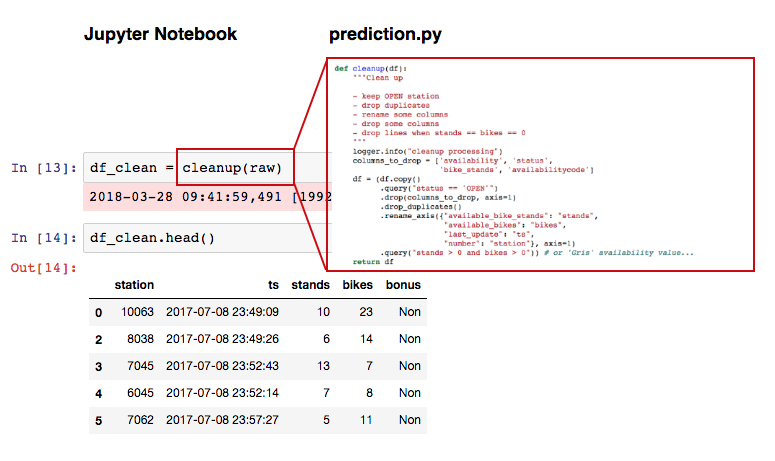 Jupyter Notebook
prediction.py
def cleanup(df):
"""Clean up
- keep OPEN station
- drop duplicates
- rename some columns
- drop some columns
- drop lines when stands == bikes == 0
"""
logger.info("cleanup processing")
columns_to_drop = ['availability', 'status',
'bike_stands', 'availabilitycode']
df = (df.copy()
.query("status == 'OPEN'")
.drop(columns_to_drop, axis=1)
.drop_duplicates()
.rename_axis({"available_bike_stands": "stands",
"available_bikes": "bikes",
"last_update": "ts",
"number": "station"}, axis=1)
.query("stands > 0 and bikes > 0")) # or 'Gris' availability value...
return df
In [13]: df_clean = cleanup(raw)
2018-03-28 09:41:59,491 [1992
In [14]: df_clean.head()
Out[14]:
station ts stands bikes bonus
0 10063 2017-07-08 23:49:09 10 23 Non
2 8038 2017-07-08 23:49:26 6 14 Non
3 7045 2017-07-08 23:52:43 13 7 Non
4 6045 2017-07-08 23:52:14 7 8 Non
5 7062 2017-07-08 23:57:27 5 11 Non